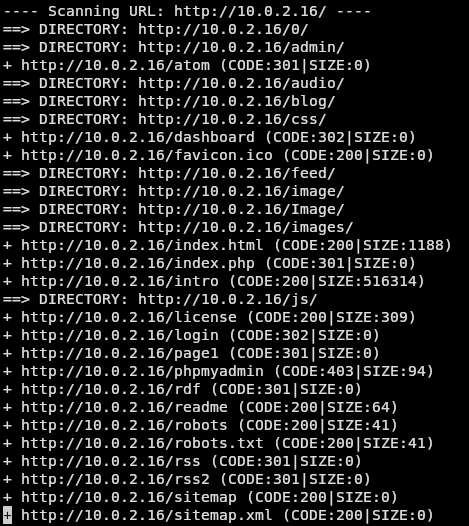 ---- Scanning URL: http://10.0.2.16/ ----
==> DIRECTORY: http://10.0.2.16/0/
==> DIRECTORY: http://10.0.2.16/admin/
+ http://10.0.2.16/atom (CODE:301|SIZE:0)
==> DIRECTORY: http://10.0.2.16/audio/
==> DIRECTORY: http://10.0.2.16/blog/
==> DIRECTORY: http://10.0.2.16/css/
+ http://10.0.2.16/dashboard (CODE:302|SIZE:0)
+ http://10.0.2.16/favicon.ico (CODE:200|SIZE:0)
==> DIRECTORY: http://10.0.2.16/feed/
==> DIRECTORY: http://10.0.2.16/image/
==> DIRECTORY: http://10.0.2.16/Image/
==> DIRECTORY: http://10.0.2.16/images/
+ http://10.0.2.16/index.html (CODE:200|SIZE:1188)
+ http://10.0.2.16/index.php (CODE:301|SIZE:0)
+ http://10.0.2.16/intro (CODE:200|SIZE:516314)
==> DIRECTORY: http://10.0.2.16/js/
+ http://10.0.2.16/license (CODE:200|SIZE:309)
+ http://10.0.2.16/login (CODE:302|SIZE:0)
+ http://10.0.2.16/page1 (CODE:301|SIZE:0)
+ http://10.0.2.16/phpmyadmin (CODE:403|SIZE:94)
+ http://10.0.2.16/rdf (CODE:301|SIZE:0)
+ http://10.0.2.16/readme (CODE:200|SIZE:64)
+ http://10.0.2.16/robots (CODE:200|SIZE:41)
+ http://10.0.2.16/robots.txt (CODE:200|SIZE:41)
+ http://10.0.2.16/rss (CODE:301|SIZE:0)
+ http://10.0.2.16/rss2 (CODE:301|SIZE:0)
+ http://10.0.2.16/sitemap (CODE:200|SIZE:0)
+ http://10.0.2.16/sitemap.xml (CODE:200|SIZE:0)